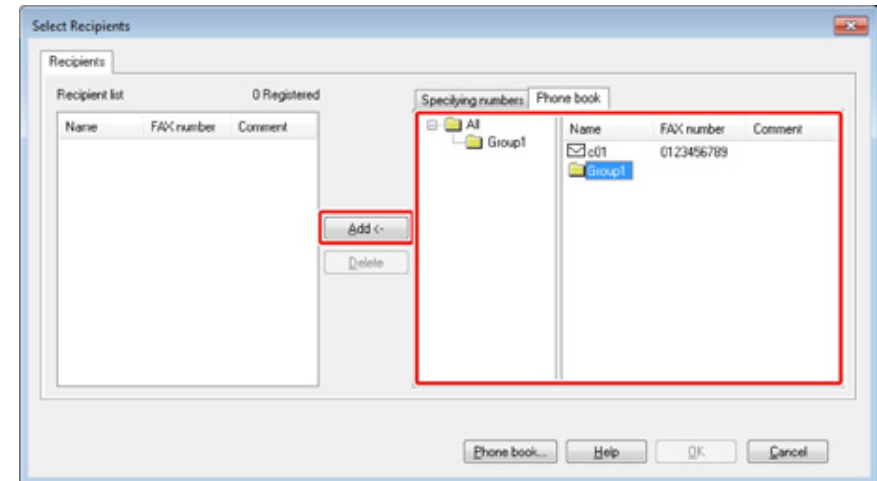 Select Recipients
Recipients
Recipient list 0 Registered
Name FAX number Comment
Add <-
Delete
Specifying numbers Phone book
All
Group1
Name FAX number Comment
c01 0123456789
Group1
Phone book... Help OK Cancel